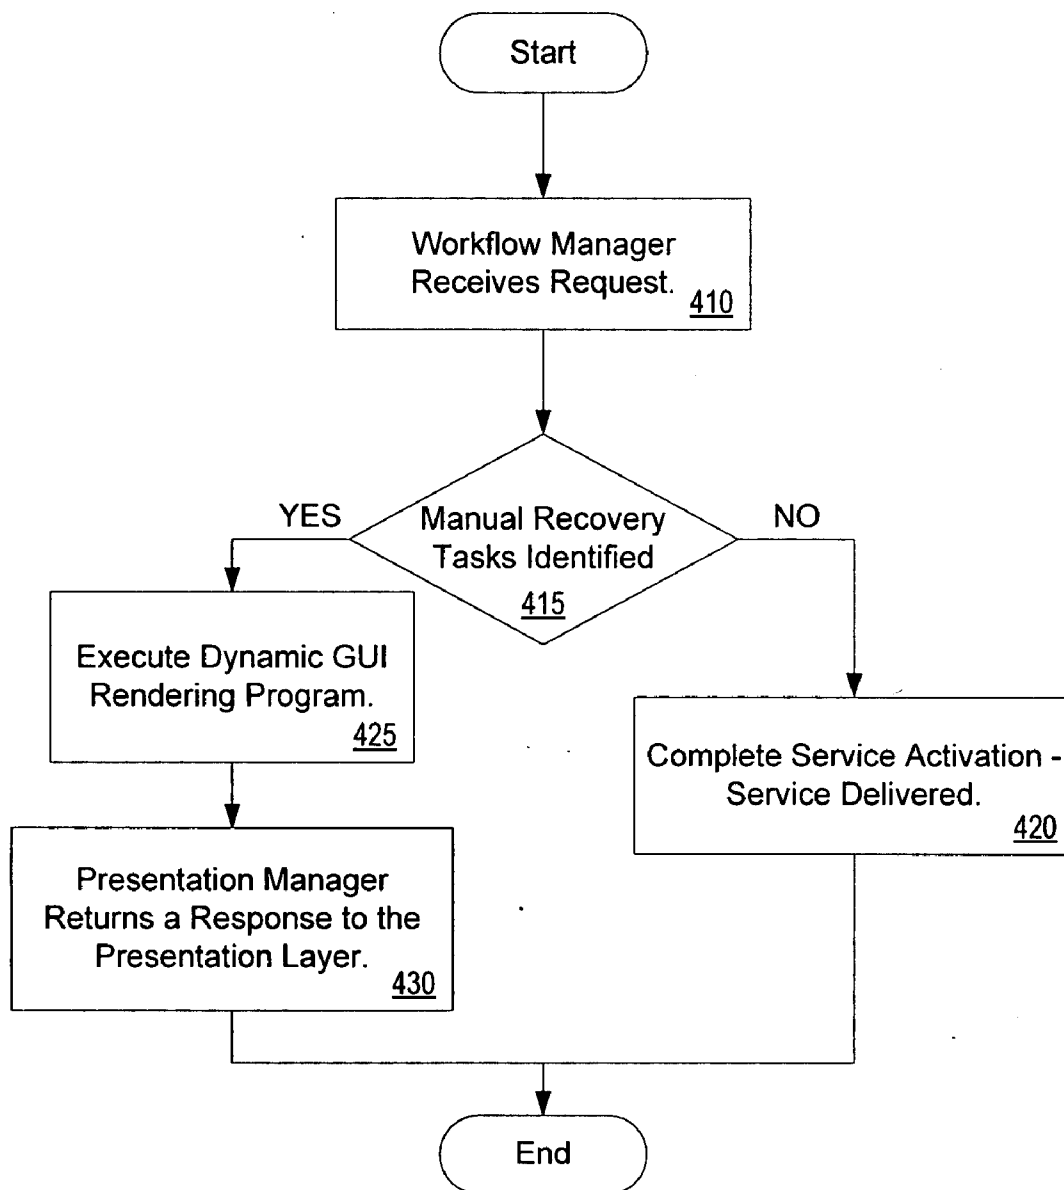 Start
Workflow Manager
Receives Request.
410
YES
Manual Recovery
Tasks Identified
415
NO
Execute Dynamic GUI
Rendering Program.
425
Complete Service Activation -
Service Delivered.
420
Presentation Manager
Returns a Response to the
Presentation Layer.
430
End